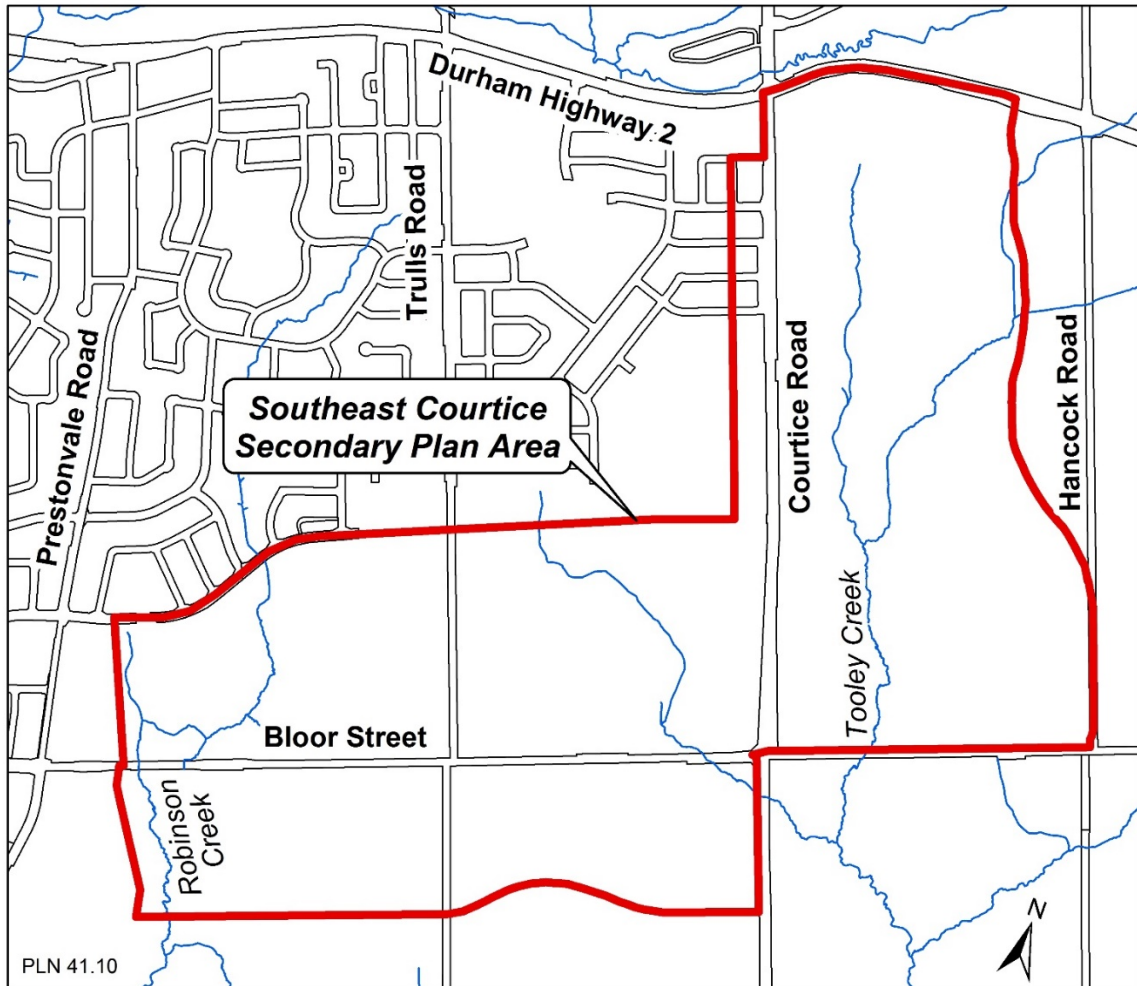 Durham Highway 2
Trulls Road
Prestonvale Road
Southeast Courtice
Secondary Plan Area
Courtice Road
Hancock Road
Tooley Creek
Bloor Street
Robinson
Creek
N
PLN 41.10